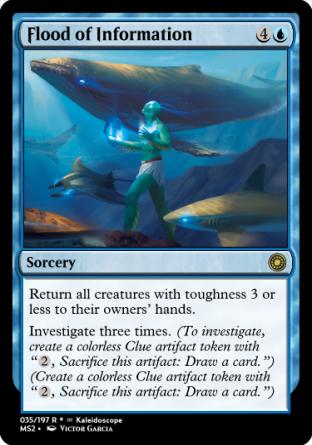 Flood of Information 4
Sorcery
Return all creatures with toughness 3 or
less to their owners' hands.
Investigate three times. (To investigate,
create a colorless Clue artifact token with
“2, Sacrifice this artifact: Draw a card.”)
(Create a colorless Clue artifact token with
“2, Sacrifice this artifact: Draw a card.”)
035/197 R * ∞ Kaleidoscope
MS2 • Victor Garcia